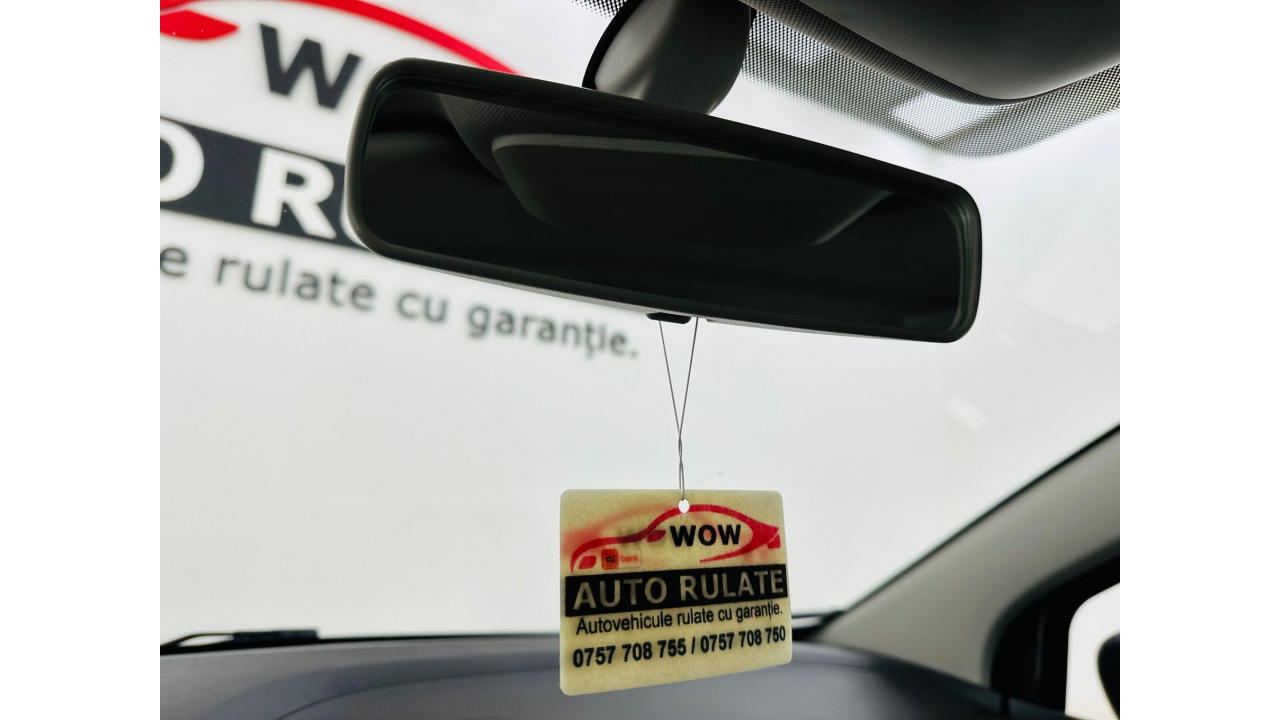 W
O R
e rulate cu garanție.
WOW
AUTO RULATE
Autovehicule rulate cu garanție.
0757 708 755 / 0757 708 750